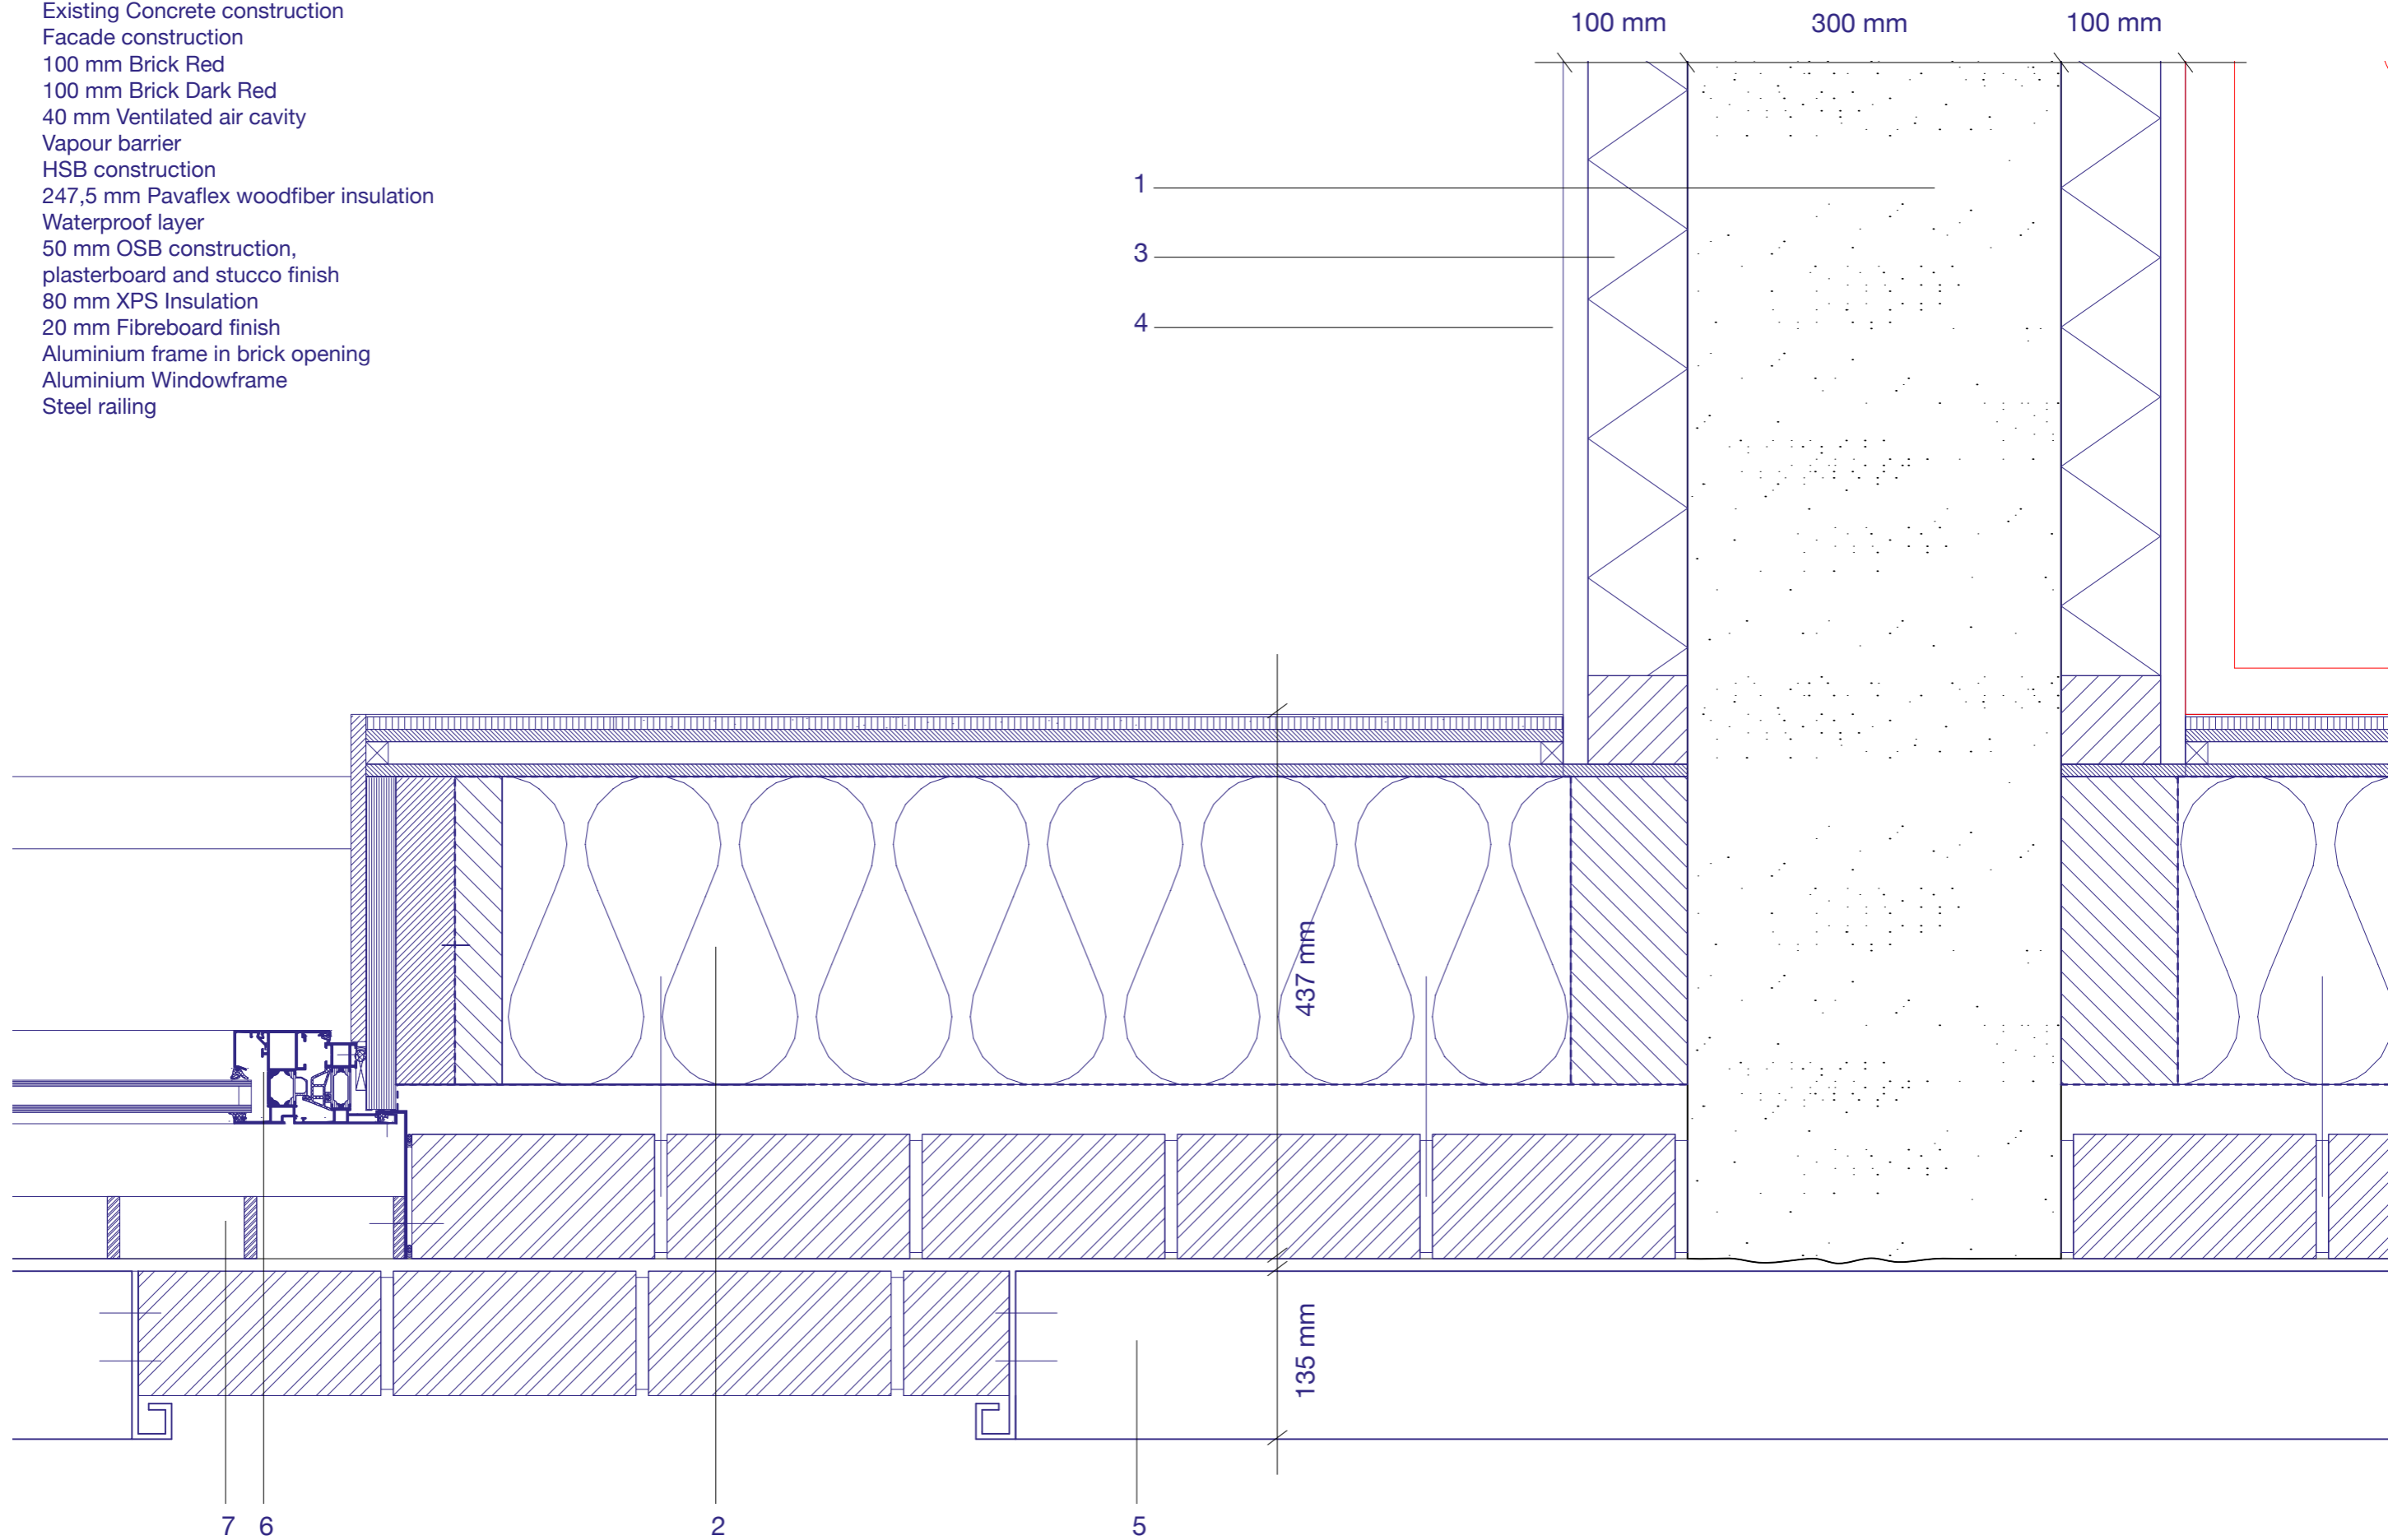 Existing Concrete construction
Facade construction
100 mm Brick Red
100 mm Brick Dark Red
40 mm Ventilated air cavity
Vapour barrier
HSB construction
247,5 mm Pavaflex woodfiber insulation
Waterproof layer
50 mm OSB construction,
plasterboard and stucco finish
80 mm XPS Insulation
20 mm Fibreboard finish
Aluminium frame in brick opening
Aluminium Windowframe
Steel railing
100 mm 300 mm 100 mm
1
3
4
437 mm
135 mm
7 6 2 5